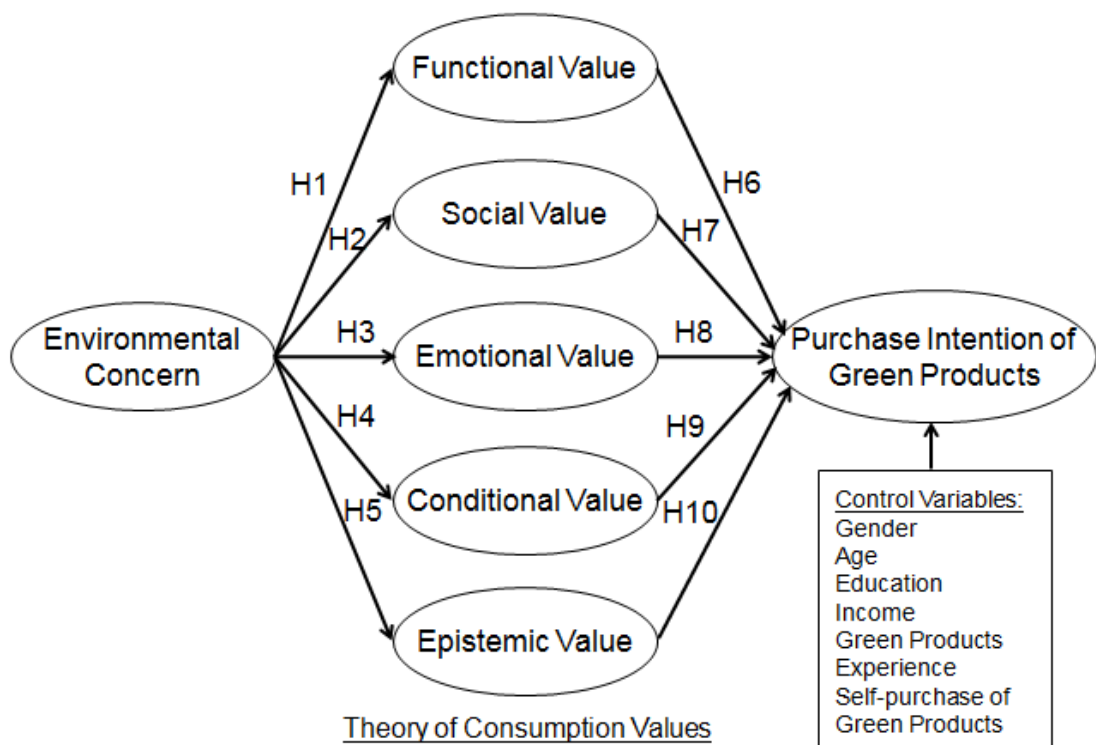 Functional Value
H1
H6
Social Value
H2
H7
Environmental
Concern
H3
Emotional Value
H8
Purchase Intention of
Green Products
H4
H9
Conditional Value
H5
H10
Control Variables:
Gender
Age
Education
Income
Green Products
Experience
Self-purchase of
Green Products
Epistemic Value
Theory of Consumption Values